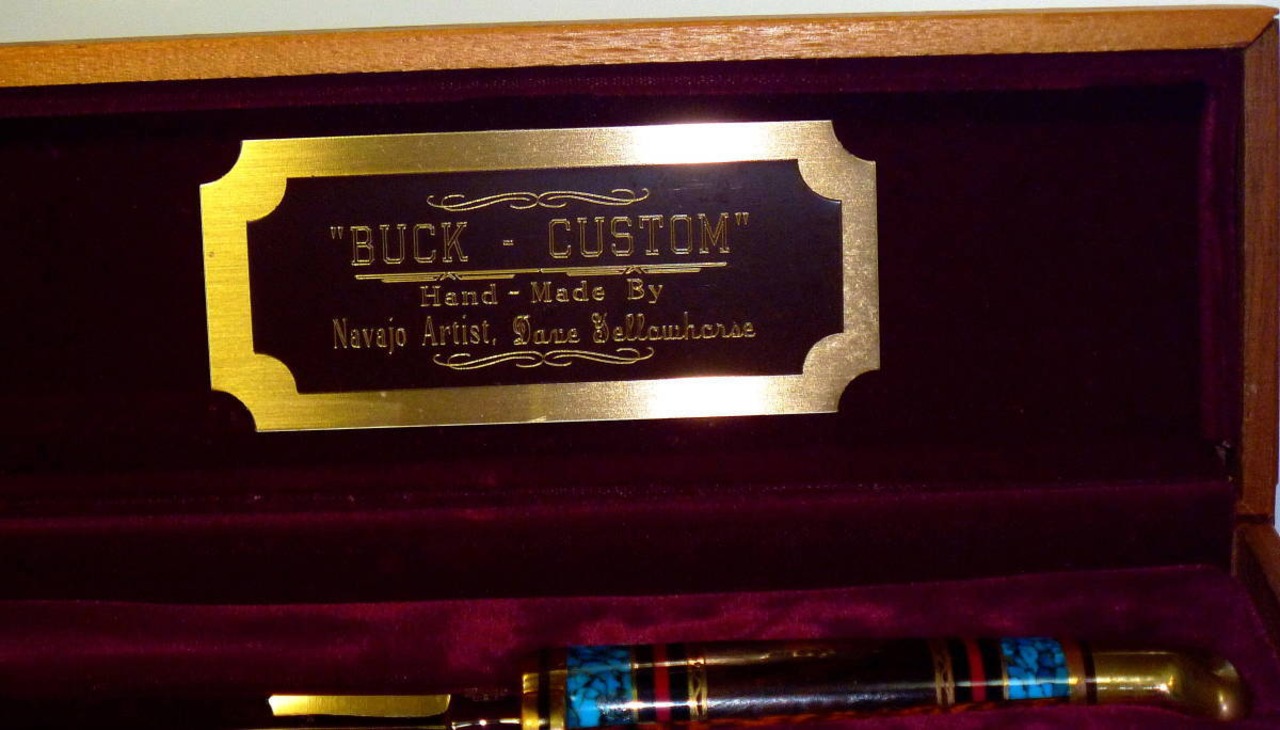 "BUCK - CUSTOM"
Hand - Made By
Navajo Artist, Dave Yellowhorse